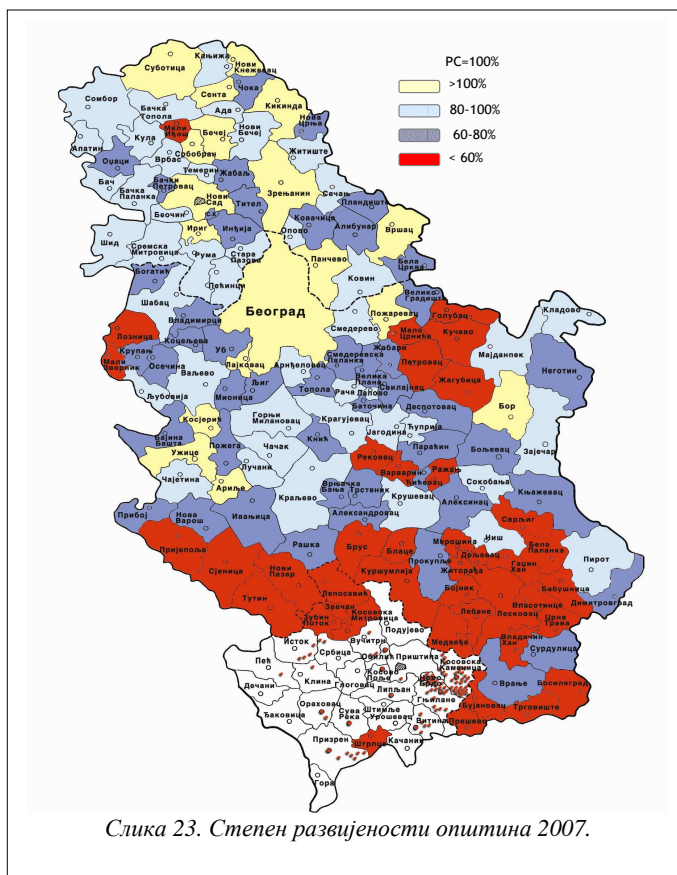 РС=100%
>100%
80-100%
60-80%
< 60%
Суботица
Кањижа
Нови
Кнежевац
Чока
Сента
Кикинда
Сомбор
Бачка
Топола
Ада
Мали
Иђош
Нова
Црња
Бечеј
Нови
Бечеј
Апатин
Кула
Србобран
Врбас
Житиште
Оџаци
Темерин
Жабаљ
Зрењанин
Бач
Бачки
Петровац
Бачка
Паланка
Нови
Сад
Тител
Сечањ
Пландиште
Беочин
С.К.
Ковачица
Алибунар
Вршац
Ириг
Инђија
Опово
Шид
Сремска
Митровица
Рума
Стара
Пазова
Панчево
Бела
Црква
Пећинци
Ковин
Богатић
Београд
Велико
Градиште
Шабац
Пожаревац
Голубац
Кладово
Владимирци
Смедерево
Мало
Црниће
Кучево
Лозница
Коцељева
Уб
Жабари
Петровац
Мајданпек
Неготин
Крупањ
Мали
Зворник
Осечина
Ваљево
Лајковац
Аранђеловац
Смедеревска
Паланка
Велика
Плана
Жагубица
Љиг
Топола
Свилајнац
Бор
Љубовија
Мионица
Рача
Лапово
Баточина
Деспотовац
Косјерић
Горњи
Милановац
Крагујевац
Јагодина
Ћуприја
Бајина
Башта
Пожега
Чачак
Кнић
Параћин
Бољевац
Зајечар
Ужице
Рековац
Варварин
Ражањ
Чајетина
Ариље
Лучани
Врњачка
Бања
Трстеник
Ћићевац
Сокобања
Књажевац
Краљево
Крушевац
Алексинац
Прибој
Нова
Варош
Ивањица
Александровац
Сврљиг
Рашка
Брус
Блаце
Мерошина
Ниш
Бела
Паланка
Пирот
Пријепоље
Прокупље
Дољевац
Гаџин
Хан
Сјеница
Нови
Пазар
Куршумлија
Житорађа
Бабушница
Бојник
Димитровград
Тутин
Лепосавић
Лебане
Лесковац
Власотинце
Звечан
Зубин
Поток
Косовска
Митровица
Црна
Трава
Подујево
Медвеђа
Владичин
Хан
Сурдулица
Исток
Вучитрн
Србица
Обилић
Приштина
Косовска
Каменица
Пећ
Косово
Поље
Ново
Брдо
Врање
Босилеград
Дечани
Клина
Глоговац
Липљан
Гњилане
Бујановац
Трговиште
Ораховац
Сува
Река
Штимље
Ђаковица
Урошевац
Витина
Прешево
Призрен
Штрпце
Качаник
Гора
Слика 23. Степен развијености општина 2007.